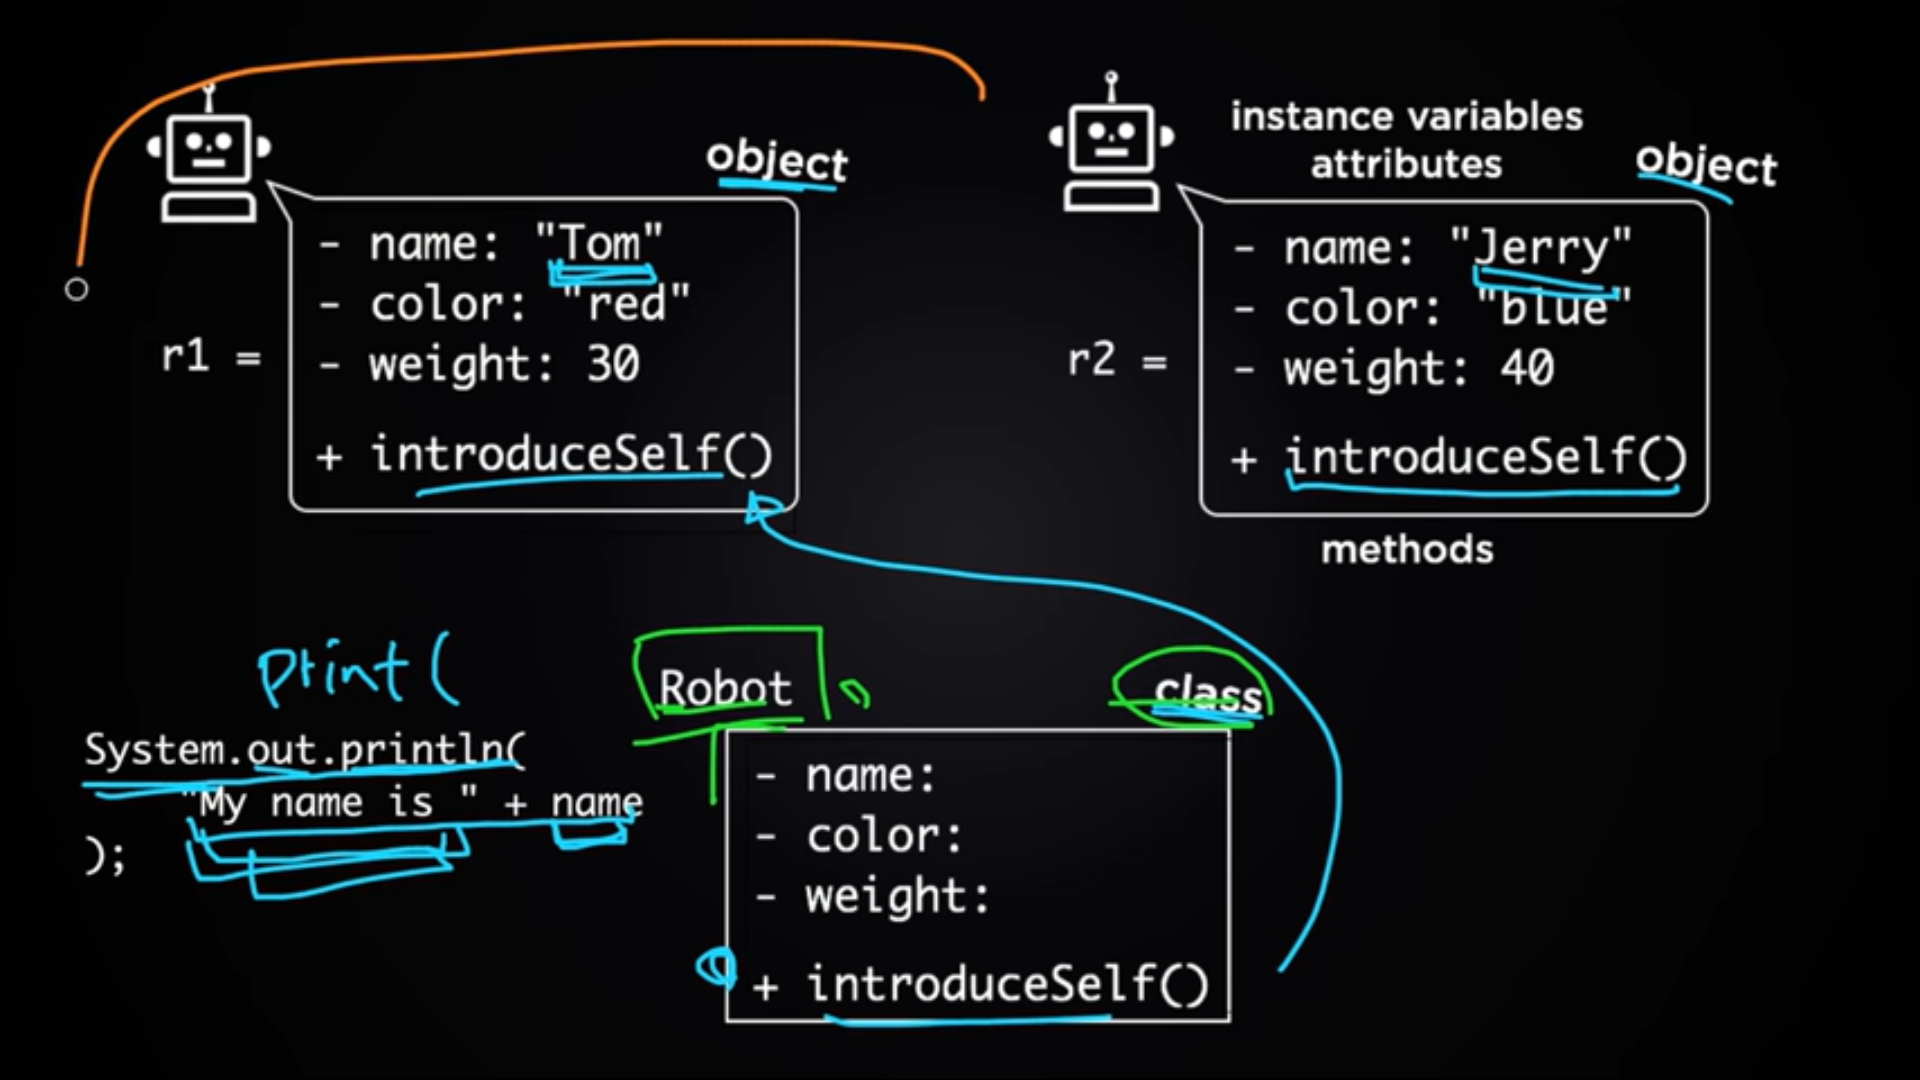 object
- name: "Tom"
- color: "red"
r1 =
- weight: 30
+ introduceSelf()
instance variables
attributes
object
- name: "Jerry"
- color: "blue"
r2 =
- weight: 40
+ introduceSelf()
methods
print(
System.out.println(
"My name is " + name
);
Robot
class
- name:
- color:
- weight:
+ introduceSelf()